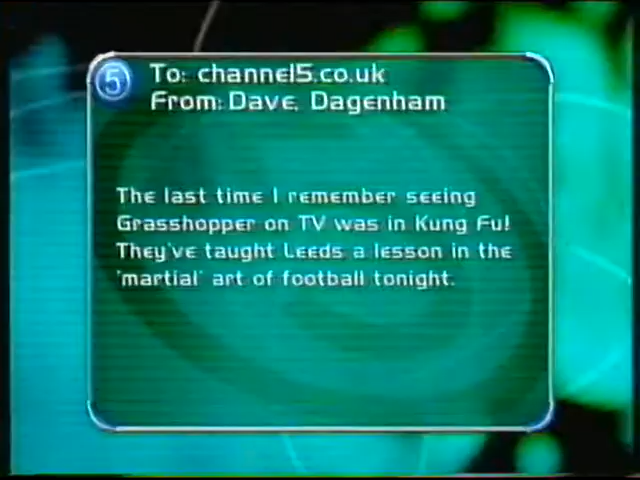 5
To: channel5.co.uk
From: Dave, Dagenham
The last time I remember seeing
Grasshopper on TV was in Kung Fu!
They've taught Leeds a lesson in the
'martial' art of football tonight.